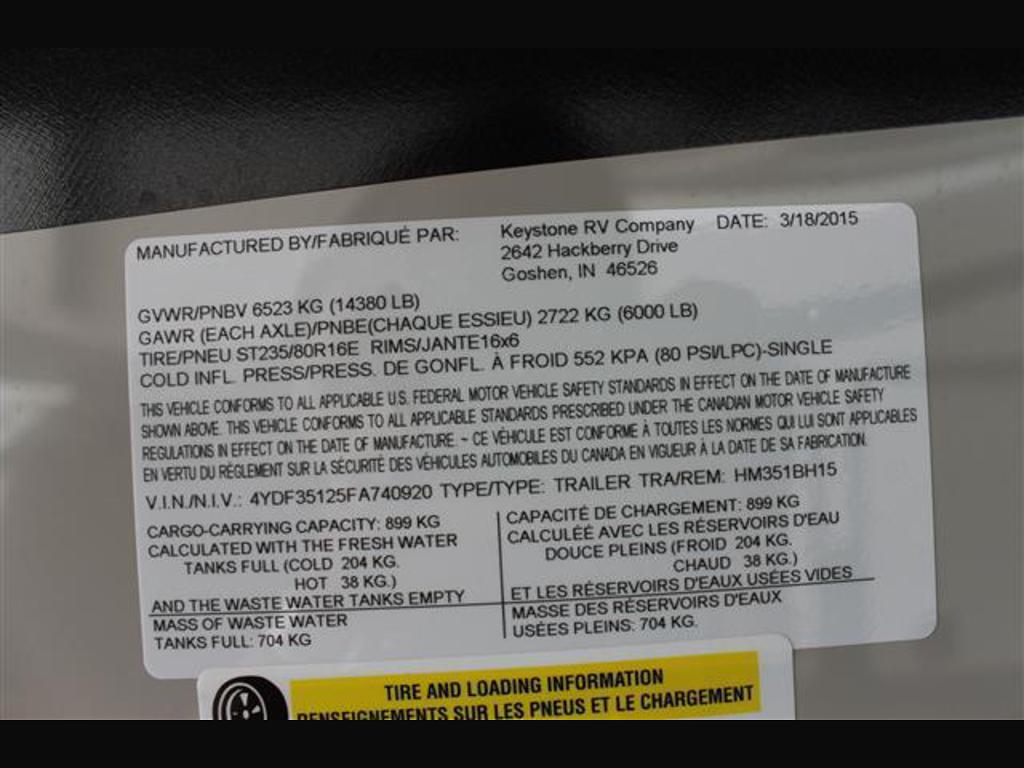 MANUFACTURED BY/FABRIQUÉ PAR: Keystone RV Company DATE: 3/18/2015
2642 Hackberry Drive
Goshen, IN 46526
GVWR/PNBV 6523 KG (14380 LB)
GAWR (EACH AXLE)/PNBE(CHAQUE ESSIEU) 2722 KG (6000 LB)
TIRE/PNEU ST235/80R16E RIMS/JANTE16x6
COLD INFL. PRESS/PRESS. DE GONFL. À FROID 552 KPA (80 PSI/LPC)-SINGLE
THIS VEHICLE CONFORMS TO ALL APPLICABLE U.S. FEDERAL MOTOR VEHICLE SAFETY STANDARDS IN EFFECT ON THE DATE OF MANUFACTURE
SHOWN ABOVE. THIS VEHICLE CONFORMS TO ALL APPLICABLE STANDARDS PRESCRIBED UNDER THE CANADIAN MOTOR VEHICLE SAFETY
REGULATIONS IN EFFECT ON THE DATE OF MANUFACTURE. ~ CE VÉHICULE EST CONFORME À TOUTES LES NORMES QUI LUI SONT APPLICABLES
EN VERTU DU RÉGLEMENT SUR LA SÉCURITÉ DES VÉHICULES AUTOMOBILES DU CANADA EN VIGUEUR À LA DATE DE SA FABRICATION.
V.I.N./N.I.V.: 4YDF35125FA740920 TYPE/TYPE: TRAILER TRA/REM: HM351BH15
CARGO-CARRYING CAPACITY: 899 KG
CALCULATED WITH THE FRESH WATER
TANKS FULL (COLD 204 KG.
HOT 38 KG.)
AND THE WASTE WATER TANKS EMPTY
MASS OF WASTE WATER
TANKS FULL: 704 KG
CAPACITÉ DE CHARGEMENT: 899 KG
CALCULÉE AVEC LES RÉSERVOIRS D'EAU
DOUCE PLEINS (FROID 204 KG.
CHAUD 38 KG.)
ET LES RÉSERVOIRS D'EAUX USÉES VIDES
MASSE DES RÉSERVOIRS D'EAUX
USÉES PLEINS: 704 KG.
TIRE AND LOADING INFORMATION
RENSEIGNEMENTS SUR LES PNEUS ET LE CHARGEMENT